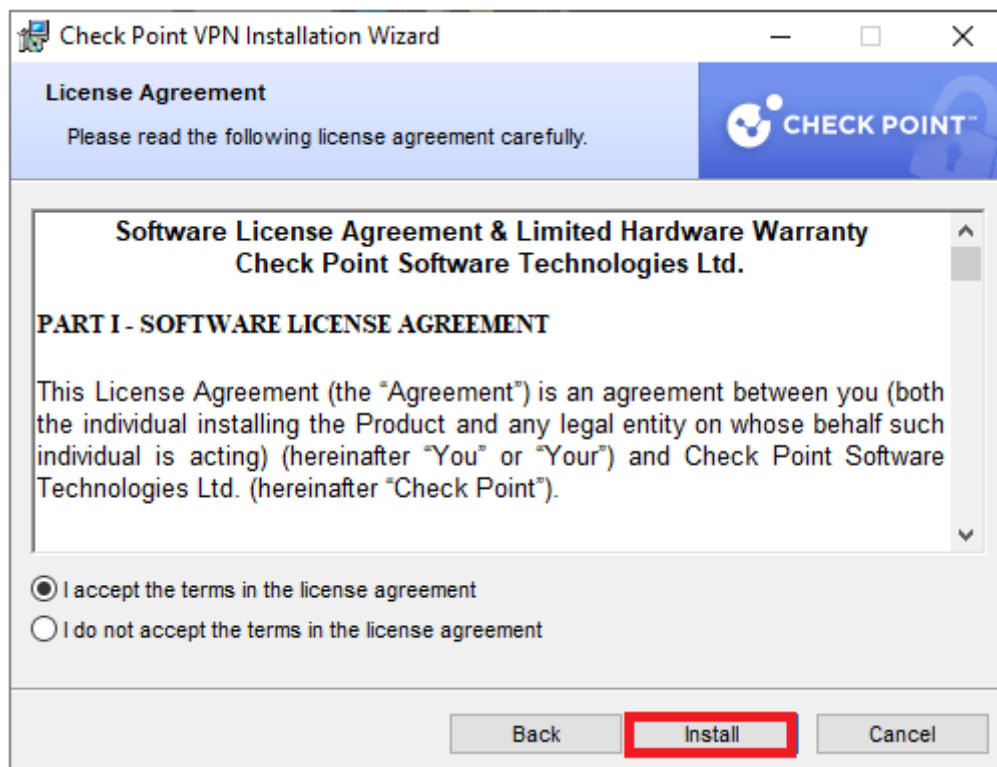 Check Point VPN Installation Wizard
License Agreement
Please read the following license agreement carefully.
CHECK POINT™
Software License Agreement & Limited Hardware Warranty
Check Point Software Technologies Ltd.
PART I - SOFTWARE LICENSE AGREEMENT
This License Agreement (the “Agreement”) is an agreement between you (both
the individual installing the Product and any legal entity on whose behalf such
individual is acting) (hereinafter “You” or “Your”) and Check Point Software
Technologies Ltd. (hereinafter “Check Point”).
I accept the terms in the license agreement
I do not accept the terms in the license agreement
Back Install Cancel